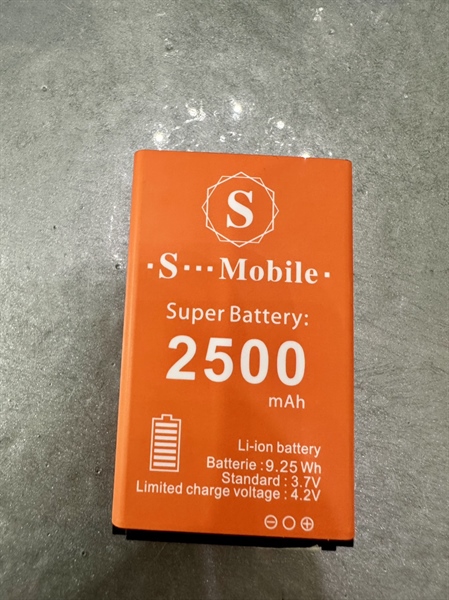 S
·S···Mobile·
Super Battery:
2500
mAh
Li-ion battery
Batterie : 9.25 Wh
Standard : 3.7V
Limited charge voltage : 4.2V